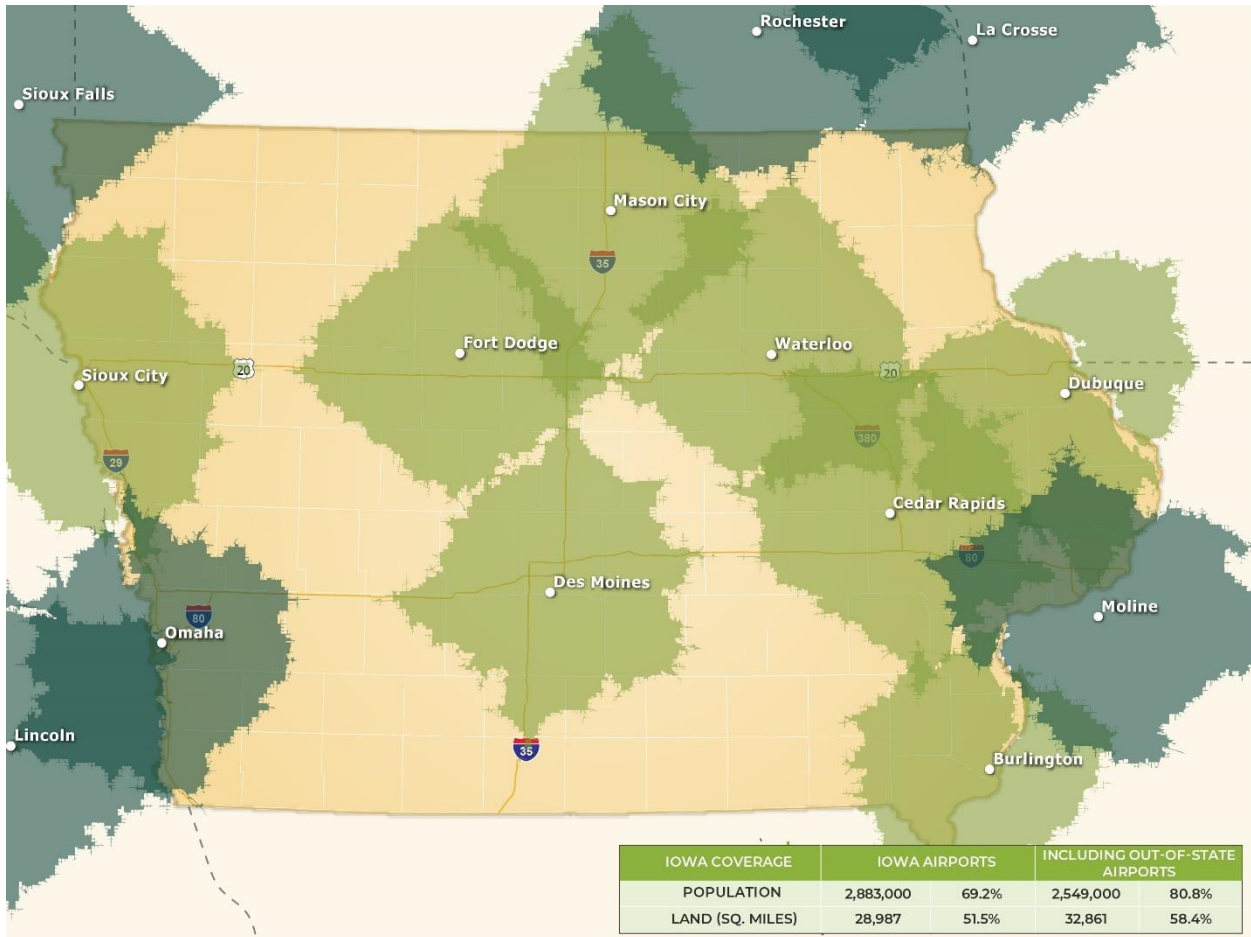 Rochester
La Crosse
Sioux Falls
Mason City
35
Fort Dodge
Waterloo
20
20
Sioux City
Dubuque
380
29
Cedar Rapids
80
Des Moines
80
Moline
Omaha
Lincoln
35
Burlington
IOWA COVERAGE IOWA AIRPORTS INCLUDING OUT-OF-STATE
AIRPORTS
POPULATION 2,883,000 69.2% 2,549,000 80.8%
LAND (SQ. MILES) 28,987 51.5% 32,861 58.4%